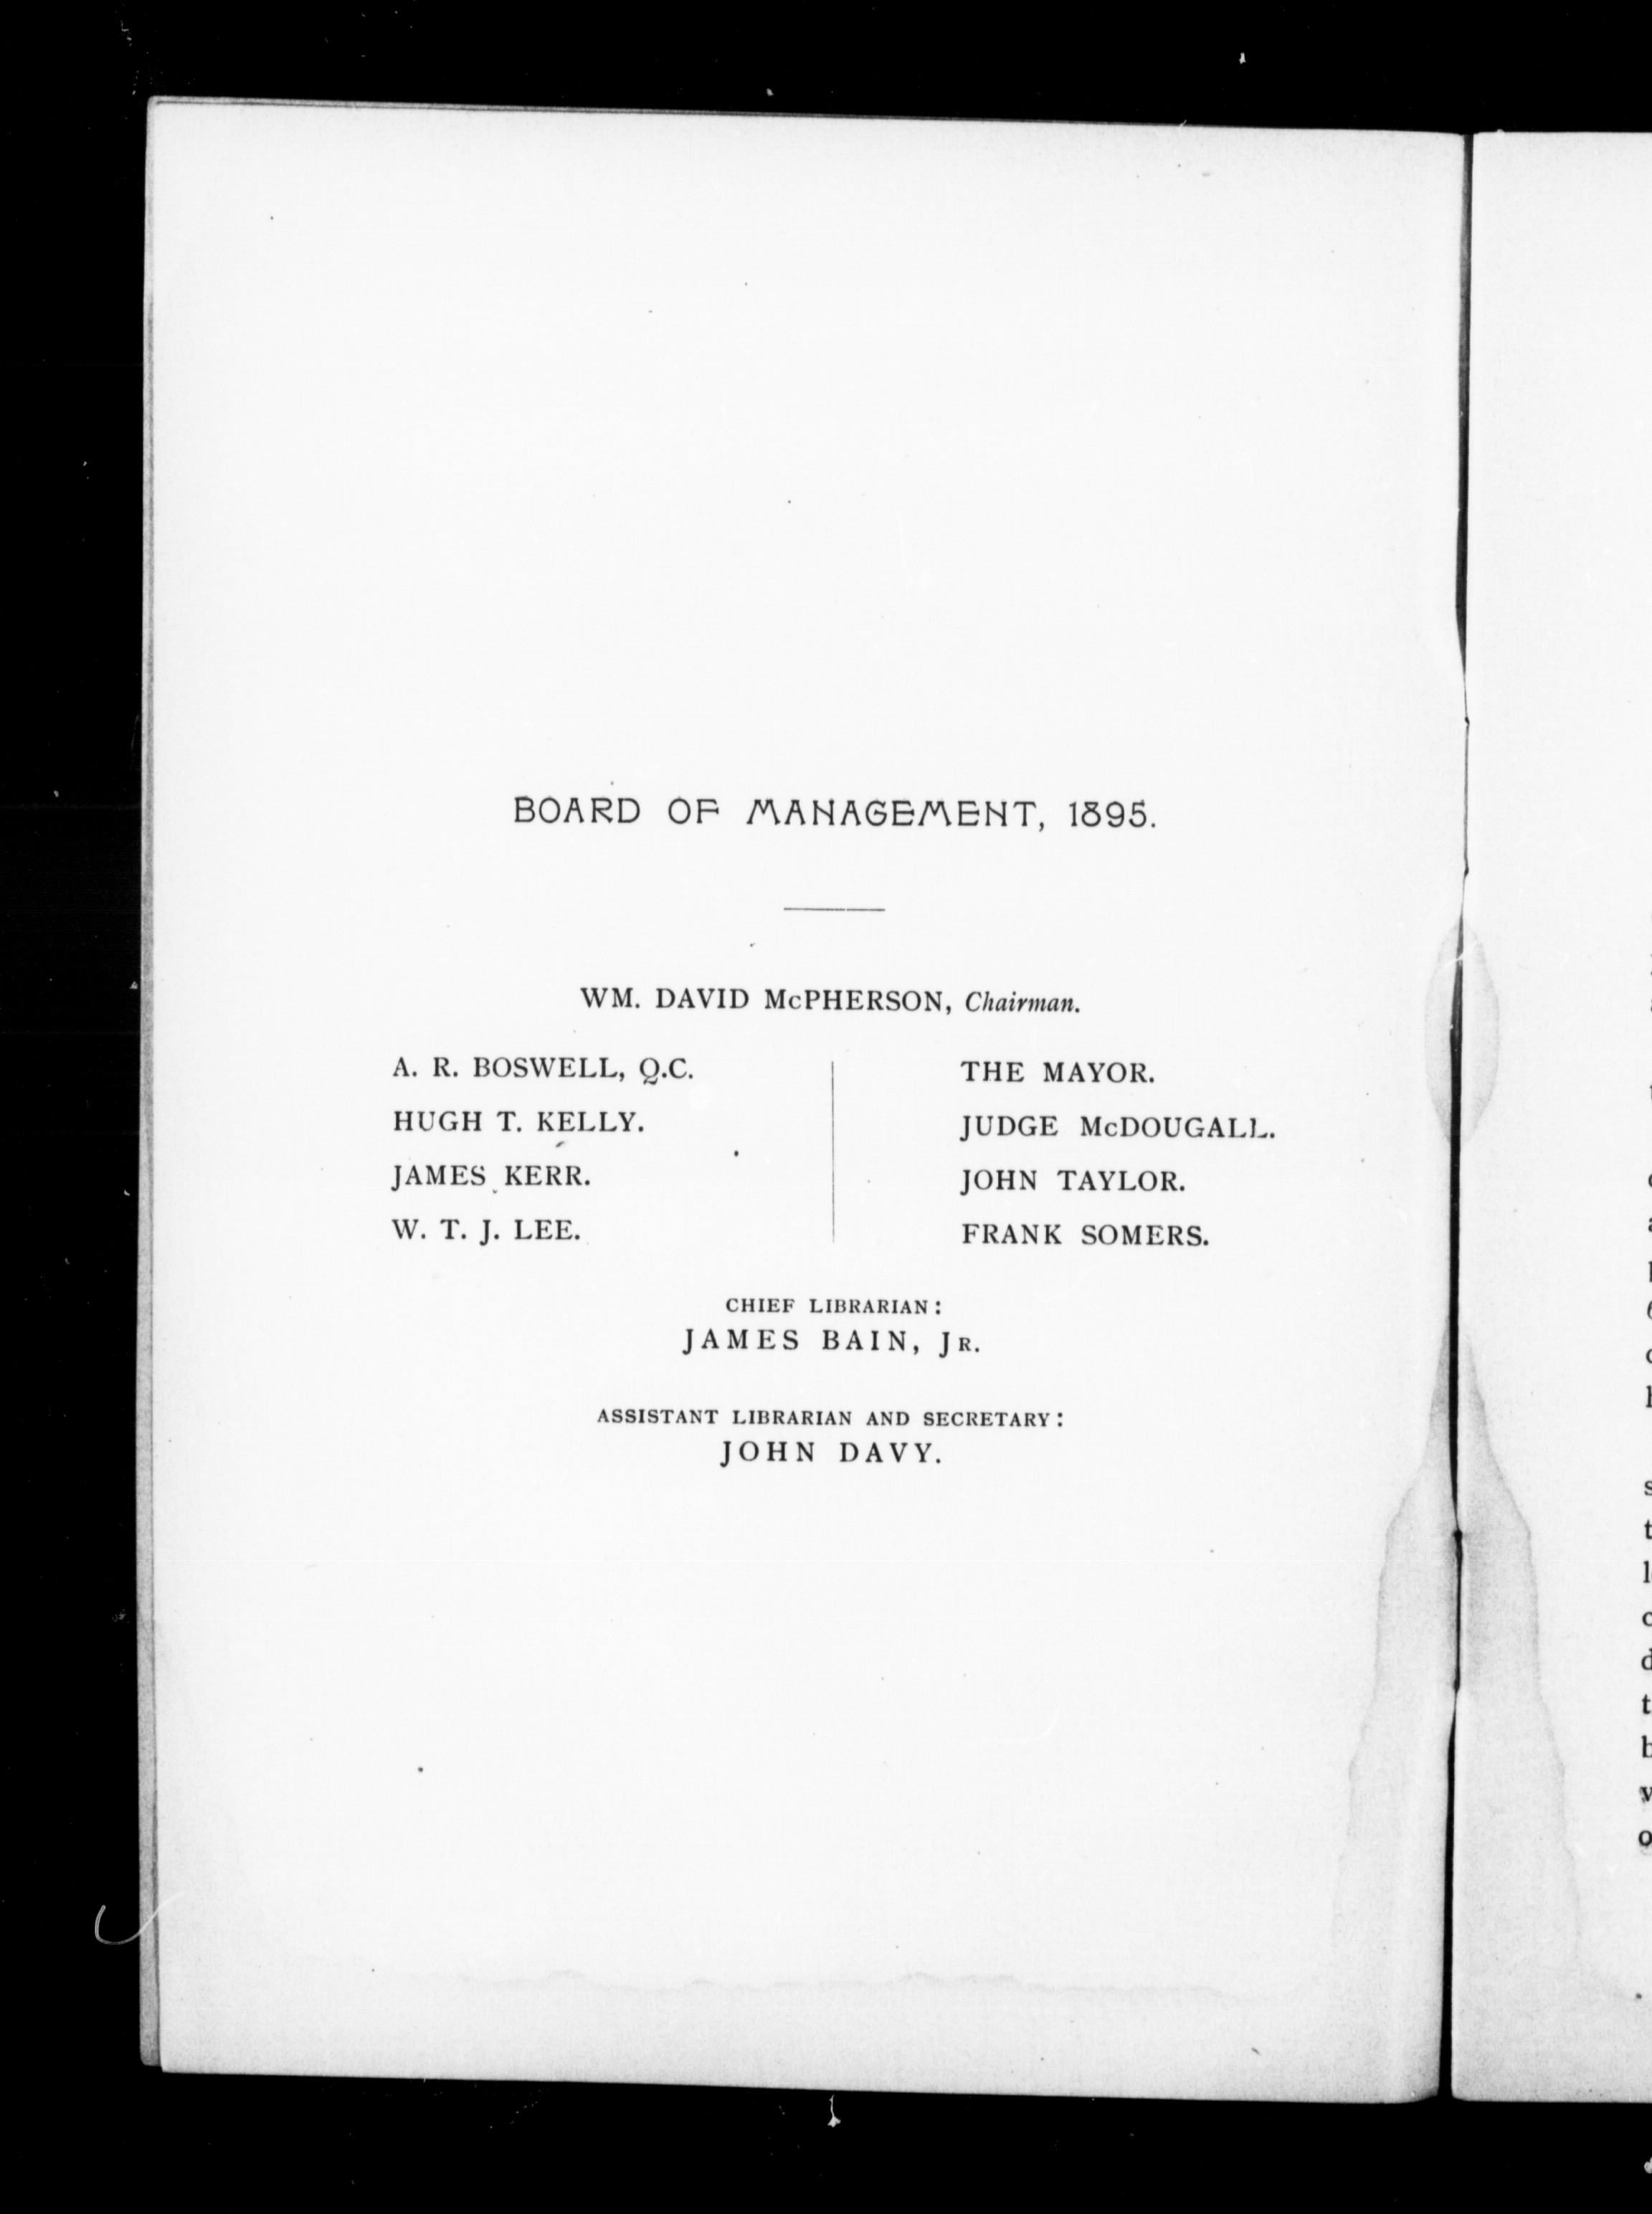 BOARD OF MANAGEMENT, 1895.
WM. DAVID McPHERSON, Chairman.
A. R. BOSWELL, Q.C.
HUGH T. KELLY.
JAMES KERR.
W. T. J. LEE.
THE MAYOR.
JUDGE McDOUGALL.
JOHN TAYLOR.
FRANK SOMERS.
CHIEF LIBRARIAN:
JAMES BAIN, JR.
ASSISTANT LIBRARIAN AND SECRETARY:
JOHN DAVY.